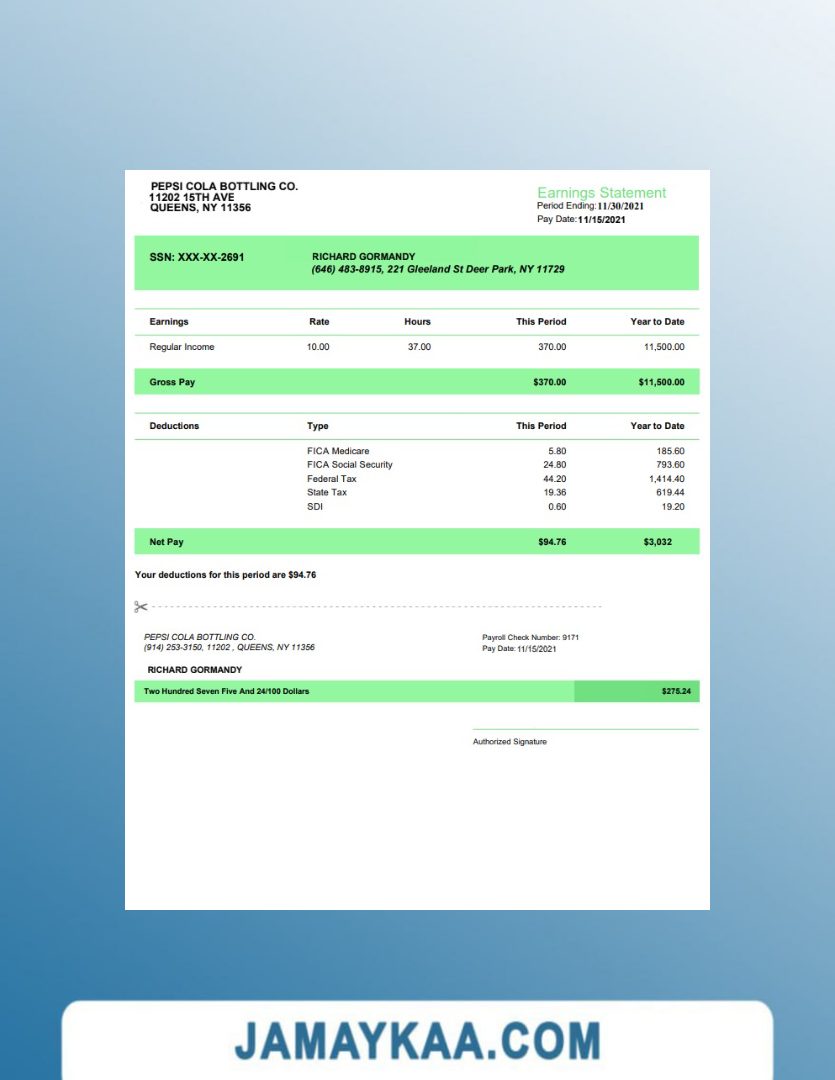 PEPSI COLA BOTTLING CO.
11202 15TH AVE
QUEENS, NY 11356
Earnings Statement
Period Ending: 11/30/2021
Pay Date: 11/15/2021
SSN: XXX-XX-2691
RICHARD GORMANDY
(646) 483-8915, 221 Gleeland St Deer Park, NY 11729
Earnings Rate Hours This Period Year to Date
Regular Income 10.00 37.00 370.00 11,500.00
Gross Pay $370.00 $11,500.00
Deductions Type This Period Year to Date
FICA Medicare 5.80 185.60
FICA Social Security 24.80 793.60
Federal Tax 44.20 1,414.40
State Tax 19.36 619.44
SDI 0.60 19.20
Net Pay $94.76 $3,032
Your deductions for this period are $94.76
PEPSI COLA BOTTLING CO.
(914) 253-3150, 11202 , QUEENS, NY 11356
Payroll Check Number: 9171
Pay Date: 11/15/2021
RICHARD GORMANDY
Two Hundred Seven Five And 24/100 Dollars $275.24
Authorized Signature
JAMAYKAA.COM